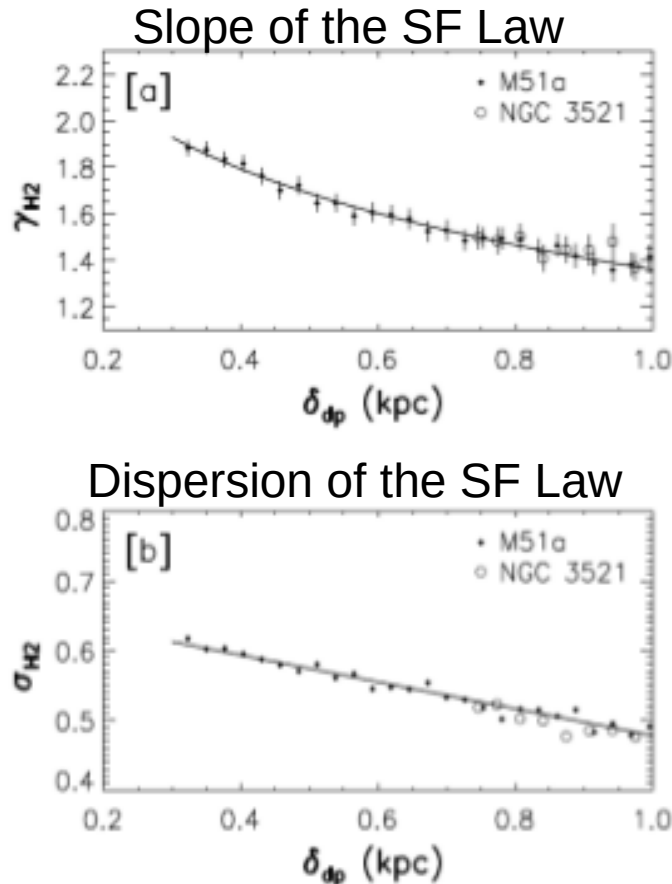 Slope of the SF Law
[a]
M51a
NGC 3521
2.2
2.0
1.8
1.6
1.4
1.2
γH2
0.2 0.4 0.6 0.8 1.0
δdp (kpc)
Dispersion of the SF Law
[b]
M51a
NGC 3521
0.8
0.7
0.6
0.5
0.4
σH2
0.2 0.4 0.6 0.8 1.0
δdp (kpc)